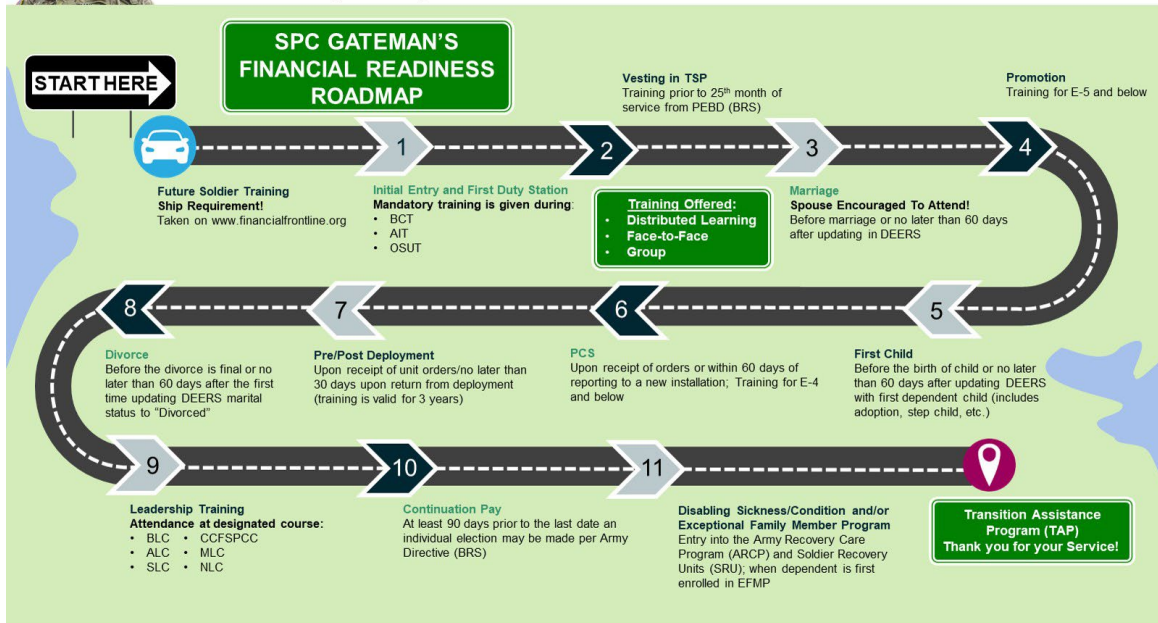 START HERE
SPC GATEMAN'S
FINANCIAL READINESS
ROADMAP
Future Soldier Training
Ship Requirement!
Taken on www.financialfrontline.org
1
Initial Entry and First Duty Station
Mandatory training is given during:
• BCT
• AIT
• OSUT
2
Vesting in TSP
Training prior to 25th month of
service from PEBD (BRS)
Training Offered:
• Distributed Learning
• Face-to-Face
• Group
3
Marriage
Spouse Encouraged To Attend!
Before marriage or no later than 60 days
after updating in DEERS
4
Promotion
Training for E-5 and below
5
First Child
Before the birth of child or no later
than 60 days after updating DEERS
with first dependent child (includes
adoption, step child, etc.)
6
PCS
Upon receipt of orders or within 60 days of
reporting to a new installation; Training for E-4
and below
7
Pre/Post Deployment
Upon receipt of unit orders/no later than
30 days upon return from deployment
(training is valid for 3 years)
8
Divorce
Before the divorce is final or no
later than 60 days after the first
time updating DEERS marital
status to “Divorced”
9
Leadership Training
Attendance at designated course:
• BLC • CCFSPCC
• ALC • MLC
• SLC • NLC
10
Continuation Pay
At least 90 days prior to the last date an
individual election may be made per Army
Directive (BRS)
11
Disabling Sickness/Condition and/or
Exceptional Family Member Program
Entry into the Army Recovery Care
Program (ARCP) and Soldier Recovery
Units (SRU); when dependent is first
enrolled in EFMP
Transition Assistance
Program (TAP)
Thank you for your Service!